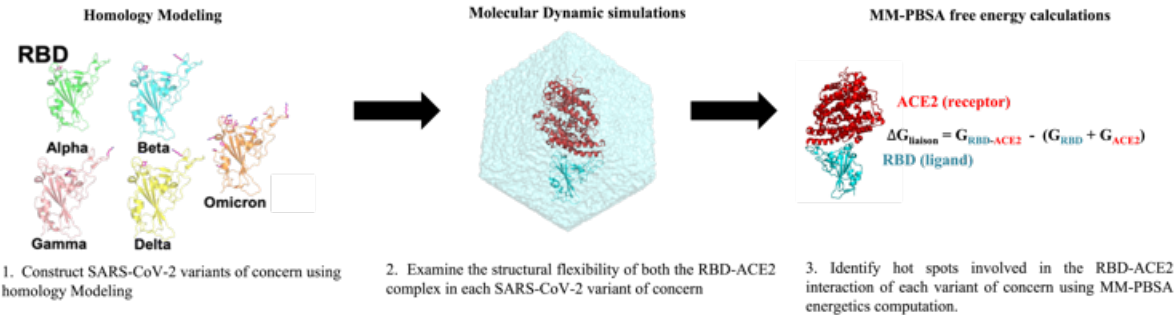 Homology Modeling
RBD
Alpha
Beta
Omicron
Gamma
Delta
1. Construct SARS-CoV-2 variants of concern using
homology Modeling
Molecular Dynamic simulations
2. Examine the structural flexibility of both the RBD-ACE2
complex in each SARS-CoV-2 variant of concern
MM-PBSA free energy calculations
ACE2 (receptor)
ΔGliaison = GRBD-ACE2 - (GRBD + GACE2)
RBD (ligand)
3. Identify hot spots involved in the RBD-ACE2
interaction of each variant of concern using MM-PBSA
energetics computation.